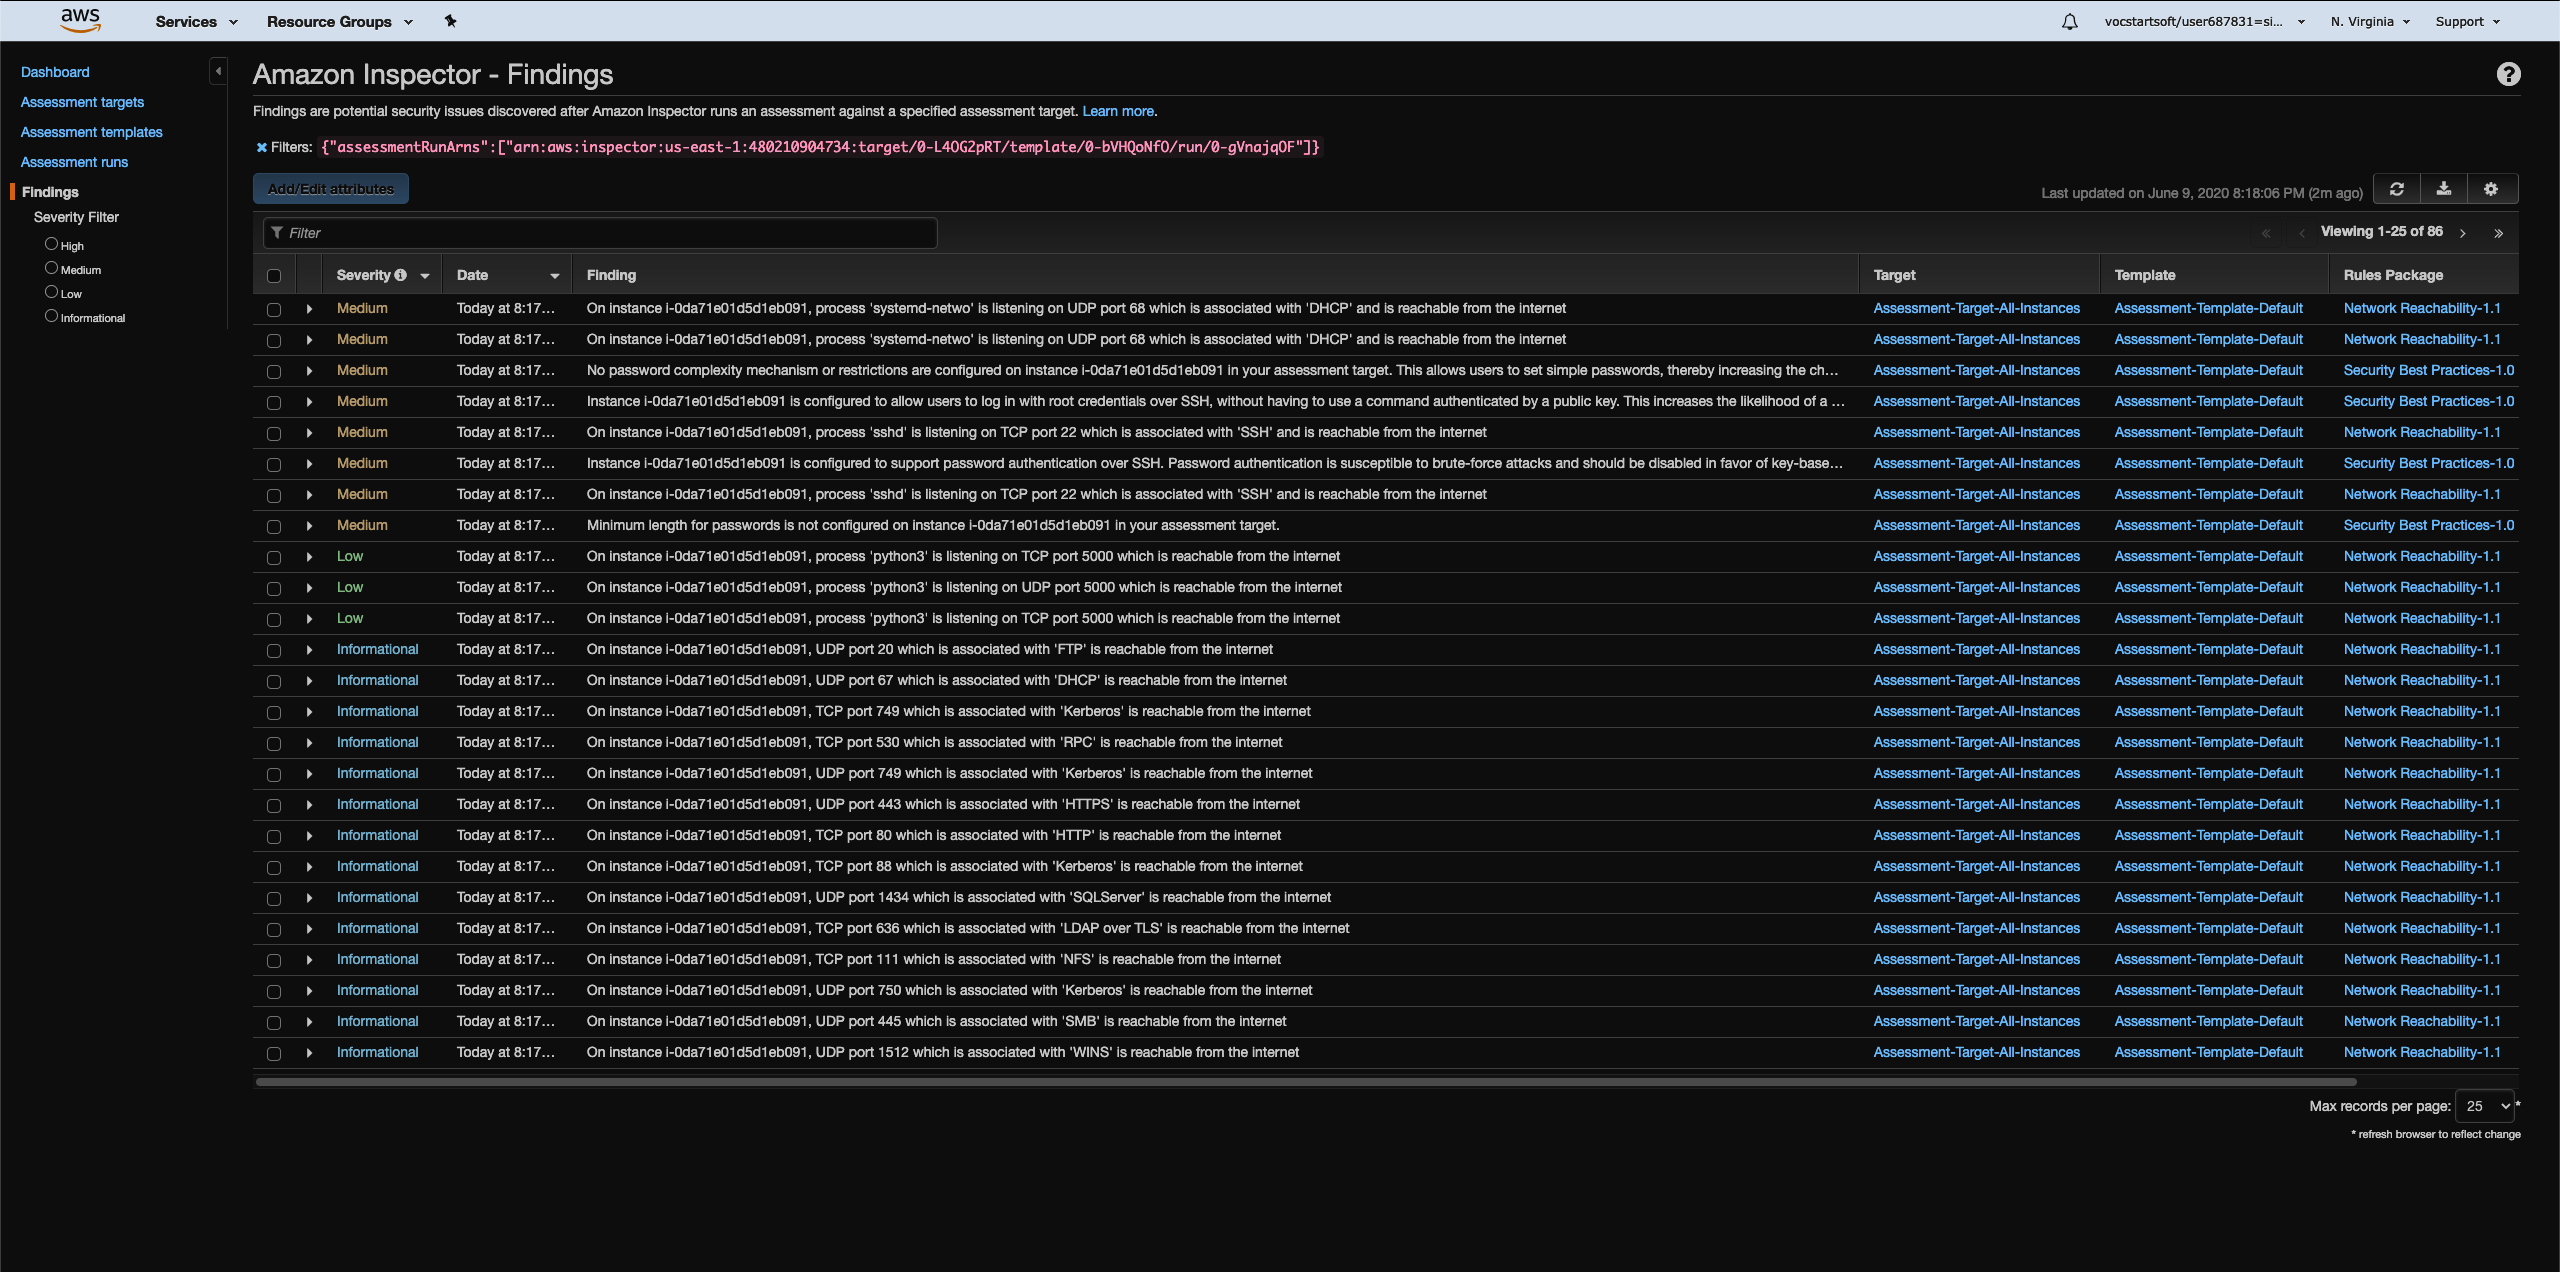 aws Services Resource Groups vocstartsoft/user687831=si... N. Virginia Support
Dashboard
Assessment targets
Assessment templates
Assessment runs
Findings
Severity Filter
High
Medium
Low
Informational
Amazon Inspector - Findings
Findings are potential security issues discovered after Amazon Inspector runs an assessment against a specified assessment target. Learn more.
Filters: {"assessmentRunArns":["arn:aws:inspector:us-east-1:480210904734:target/0-L4OG2pRT/template/0-bVHQoNfO/run/0-gVnajqOF"]}
Add/Edit attributes
Last updated on June 9, 2020 8:18:06 PM (2m ago)
Filter
« ‹ Viewing 1-25 of 86 › »
Severity Date Finding Target Template Rules Package
Medium Today at 8:17... On instance i-0da71e01d5d1eb091, process 'systemd-netwo' is listening on UDP port 68 which is associated with 'DHCP' and is reachable from the internet Assessment-Target-All-Instances Assessment-Template-Default Network Reachability-1.1
Medium Today at 8:17... On instance i-0da71e01d5d1eb091, process 'systemd-netwo' is listening on UDP port 68 which is associated with 'DHCP' and is reachable from the internet Assessment-Target-All-Instances Assessment-Template-Default Network Reachability-1.1
Medium Today at 8:17... No password complexity mechanism or restrictions are configured on instance i-0da71e01d5d1eb091 in your assessment target. This allows users to set simple passwords, thereby increasing the ch... Assessment-Target-All-Instances Assessment-Template-Default Security Best Practices-1.0
Medium Today at 8:17... Instance i-0da71e01d5d1eb091 is configured to allow users to log in with root credentials over SSH, without having to use a command authenticated by a public key. This increases the likelihood of a ... Assessment-Target-All-Instances Assessment-Template-Default Security Best Practices-1.0
Medium Today at 8:17... On instance i-0da71e01d5d1eb091, process 'sshd' is listening on TCP port 22 which is associated with 'SSH' and is reachable from the internet Assessment-Target-All-Instances Assessment-Template-Default Network Reachability-1.1
Medium Today at 8:17... Instance i-0da71e01d5d1eb091 is configured to support password authentication over SSH. Password authentication is susceptible to brute-force attacks and should be disabled in favor of key-base... Assessment-Target-All-Instances Assessment-Template-Default Security Best Practices-1.0
Medium Today at 8:17... On instance i-0da71e01d5d1eb091, process 'sshd' is listening on TCP port 22 which is associated with 'SSH' and is reachable from the internet Assessment-Target-All-Instances Assessment-Template-Default Network Reachability-1.1
Medium Today at 8:17... Minimum length for passwords is not configured on instance i-0da71e01d5d1eb091 in your assessment target. Assessment-Target-All-Instances Assessment-Template-Default Security Best Practices-1.0
Low Today at 8:17... On instance i-0da71e01d5d1eb091, process 'python3' is listening on TCP port 5000 which is reachable from the internet Assessment-Target-All-Instances Assessment-Template-Default Network Reachability-1.1
Low Today at 8:17... On instance i-0da71e01d5d1eb091, process 'python3' is listening on UDP port 5000 which is reachable from the internet Assessment-Target-All-Instances Assessment-Template-Default Network Reachability-1.1
Low Today at 8:17... On instance i-0da71e01d5d1eb091, process 'python3' is listening on TCP port 5000 which is reachable from the internet Assessment-Target-All-Instances Assessment-Template-Default Network Reachability-1.1
Informational Today at 8:17... On instance i-0da71e01d5d1eb091, UDP port 20 which is associated with 'FTP' is reachable from the internet Assessment-Target-All-Instances Assessment-Template-Default Network Reachability-1.1
Informational Today at 8:17... On instance i-0da71e01d5d1eb091, UDP port 67 which is associated with 'DHCP' is reachable from the internet Assessment-Target-All-Instances Assessment-Template-Default Network Reachability-1.1
Informational Today at 8:17... On instance i-0da71e01d5d1eb091, TCP port 749 which is associated with 'Kerberos' is reachable from the internet Assessment-Target-All-Instances Assessment-Template-Default Network Reachability-1.1
Informational Today at 8:17... On instance i-0da71e01d5d1eb091, TCP port 530 which is associated with 'RPC' is reachable from the internet Assessment-Target-All-Instances Assessment-Template-Default Network Reachability-1.1
Informational Today at 8:17... On instance i-0da71e01d5d1eb091, UDP port 749 which is associated with 'Kerberos' is reachable from the internet Assessment-Target-All-Instances Assessment-Template-Default Network Reachability-1.1
Informational Today at 8:17... On instance i-0da71e01d5d1eb091, UDP port 443 which is associated with 'HTTPS' is reachable from the internet Assessment-Target-All-Instances Assessment-Template-Default Network Reachability-1.1
Informational Today at 8:17... On instance i-0da71e01d5d1eb091, TCP port 80 which is associated with 'HTTP' is reachable from the internet Assessment-Target-All-Instances Assessment-Template-Default Network Reachability-1.1
Informational Today at 8:17... On instance i-0da71e01d5d1eb091, TCP port 88 which is associated with 'Kerberos' is reachable from the internet Assessment-Target-All-Instances Assessment-Template-Default Network Reachability-1.1
Informational Today at 8:17... On instance i-0da71e01d5d1eb091, UDP port 1434 which is associated with 'SQLServer' is reachable from the internet Assessment-Target-All-Instances Assessment-Template-Default Network Reachability-1.1
Informational Today at 8:17... On instance i-0da71e01d5d1eb091, TCP port 636 which is associated with 'LDAP over TLS' is reachable from the internet Assessment-Target-All-Instances Assessment-Template-Default Network Reachability-1.1
Informational Today at 8:17... On instance i-0da71e01d5d1eb091, TCP port 111 which is associated with 'NFS' is reachable from the internet Assessment-Target-All-Instances Assessment-Template-Default Network Reachability-1.1
Informational Today at 8:17... On instance i-0da71e01d5d1eb091, UDP port 750 which is associated with 'Kerberos' is reachable from the internet Assessment-Target-All-Instances Assessment-Template-Default Network Reachability-1.1
Informational Today at 8:17... On instance i-0da71e01d5d1eb091, UDP port 445 which is associated with 'SMB' is reachable from the internet Assessment-Target-All-Instances Assessment-Template-Default Network Reachability-1.1
Informational Today at 8:17... On instance i-0da71e01d5d1eb091, UDP port 1512 which is associated with 'WINS' is reachable from the internet Assessment-Target-All-Instances Assessment-Template-Default Network Reachability-1.1
Max records per page: 25 *
* refresh browser to reflect change